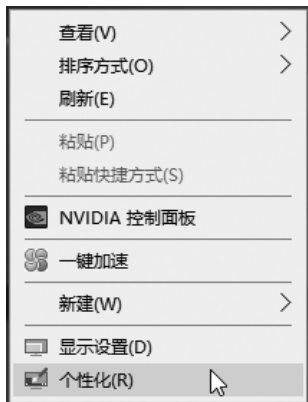 查看(V)
排序方式(O)
刷新(E)
粘贴(P)
粘贴快捷方式(S)
NVIDIA 控制面板
一键加速
新建(W)
显示设置(D)
个性化(R)